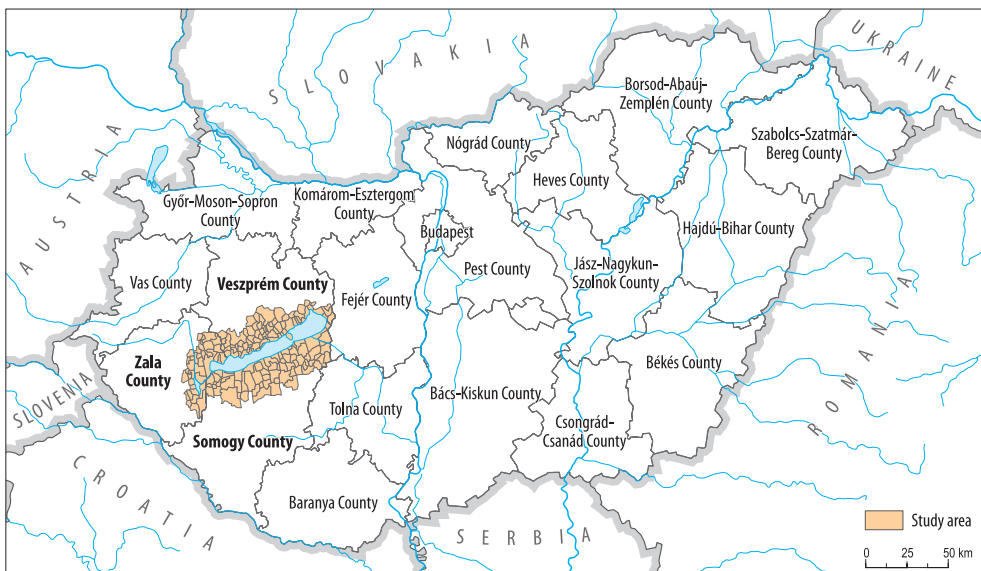 UKRAINE
SLOVAKIA
Borsod-Abaúj-
Zemplén County
Nógrád County
Szabolcs-Szatmár-
Bereg County
AUSTRIA
Heves County
Győr-Moson-Sopron
County
Komárom-Esztergom
County
Budapest
Hajdú-Bihar County
Vas County
Veszprém County
Fejér County
Pest County
Jász-Nagykun-
Szolnok County
ROMANIA
Zala
County
Békés County
SLOVENIA
Bács-Kiskun County
Tolna County
Csongrád-
Csanád County
Somogy County
CROATIA
Baranya County
SERBIA
Study area
0 25 50 km